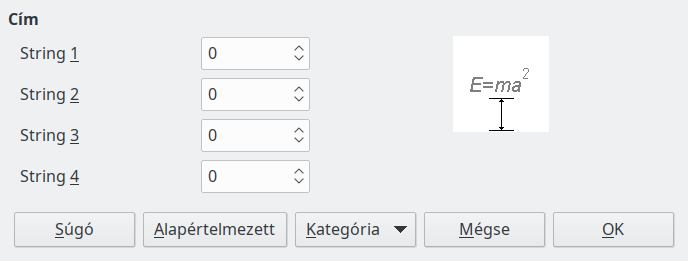 Cím
String 1 0
String 2 0
E=ma²
String 3 0
String 4 0
Súgó Alapértelmezett Kategória Mégse OK